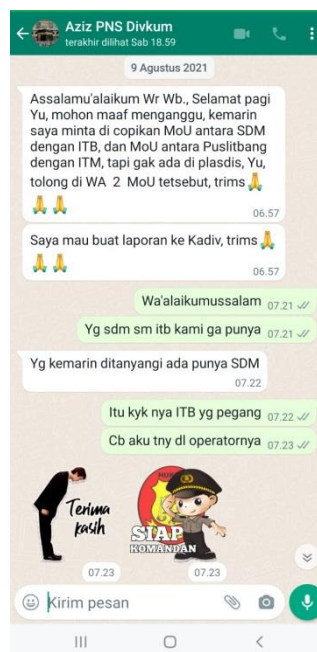 Aziz PNS Divkum
terakhir dilihat Sab 18.59
9 Agustus 2021
Assalamu'alaikum Wr Wb., Selamat pagi
Yu, mohon maaf menganggu, kemarin
saya minta di copikan MoU antara SDM
dengan ITB, dan MoU antara Puslitbang
dengan ITM, tapi gak ada di plasdis, Yu,
tolong di WA 2 MoU tetsebut, trims🙏
🙏🙏
06.57
Saya mau buat laporan ke Kadiv, trims🙏
🙏🙏
06.57
Wa'alaikumussalam 07.21
Yg sdm sm itb kami ga punya 07.21
Yg kemarin ditanyangi ada punya SDM
07.22
Itu kyk nya ITB yg pegang 07.22
Cb aku tny dl operatornya 07.23
Terima
kasih
SIAP
KOMANDAN
07.23
07.23
Kirim pesan